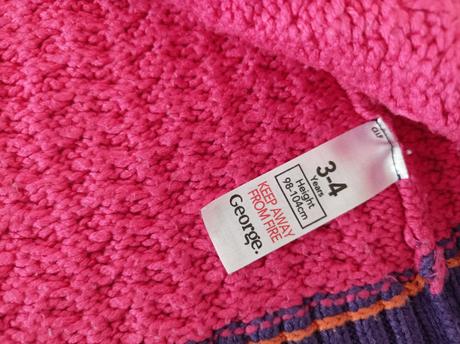 3-4
Years
Height
98-104cm
KEEP AWAY
FROM FIRE
George.